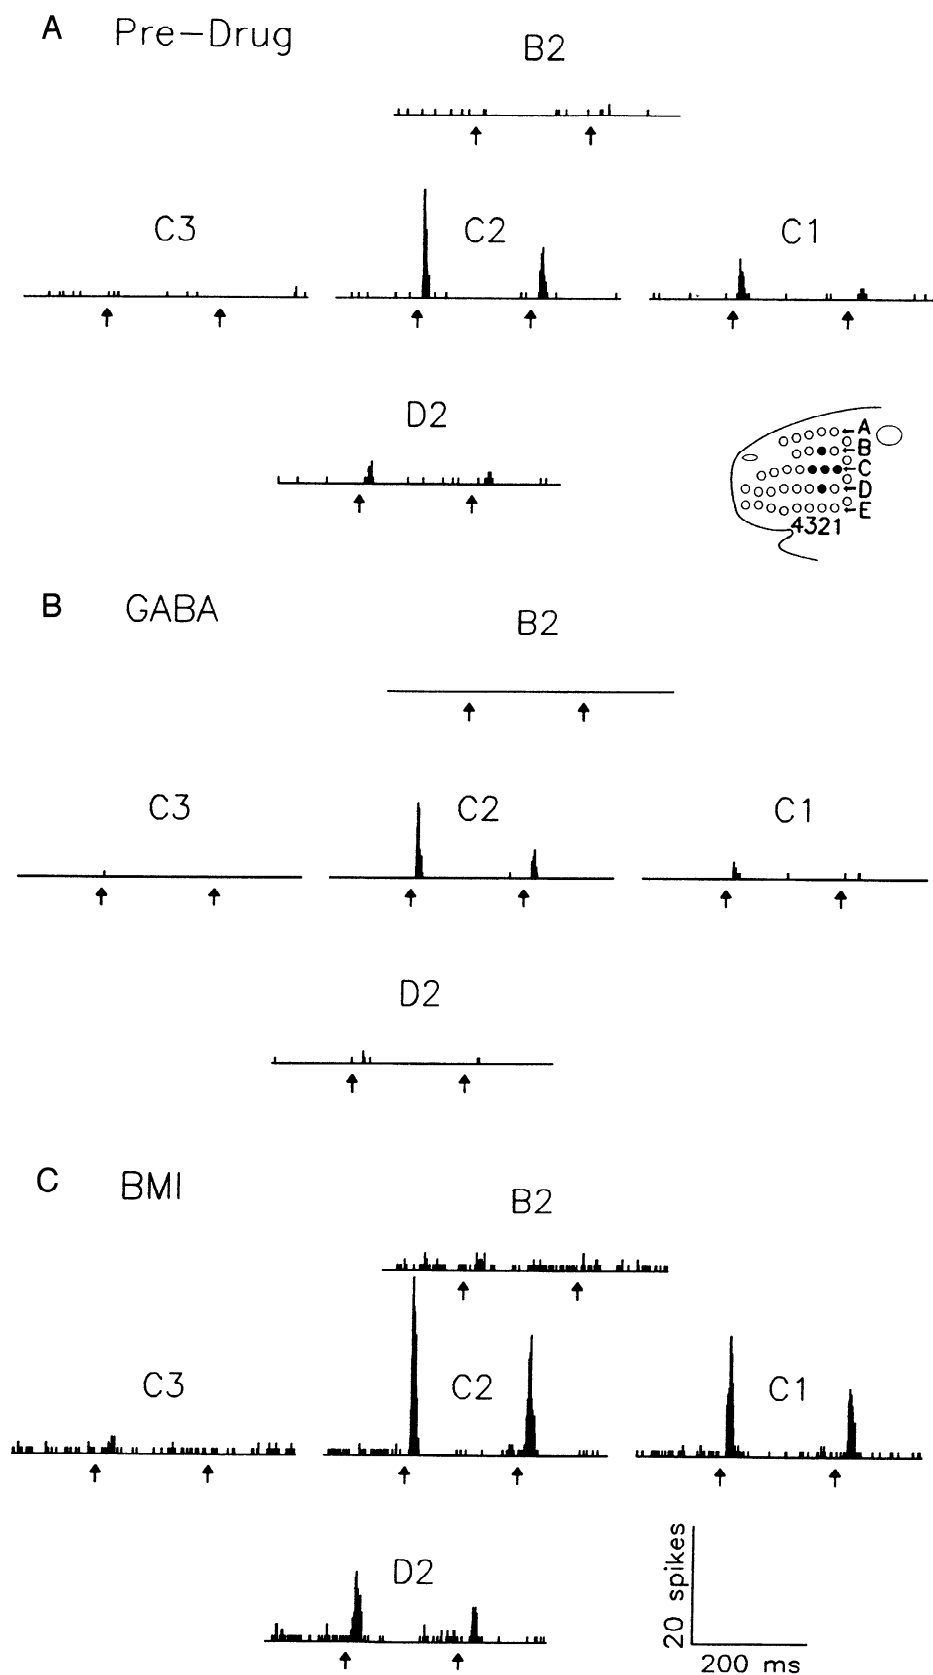 A Pre-Drug
B2
C3
C2
C1
D2
A
B
C
D
E
4321
B GABA
B2
C3
C2
C1
D2
C BMI
B2
C3
C2
C1
D2
20 spikes
200 ms